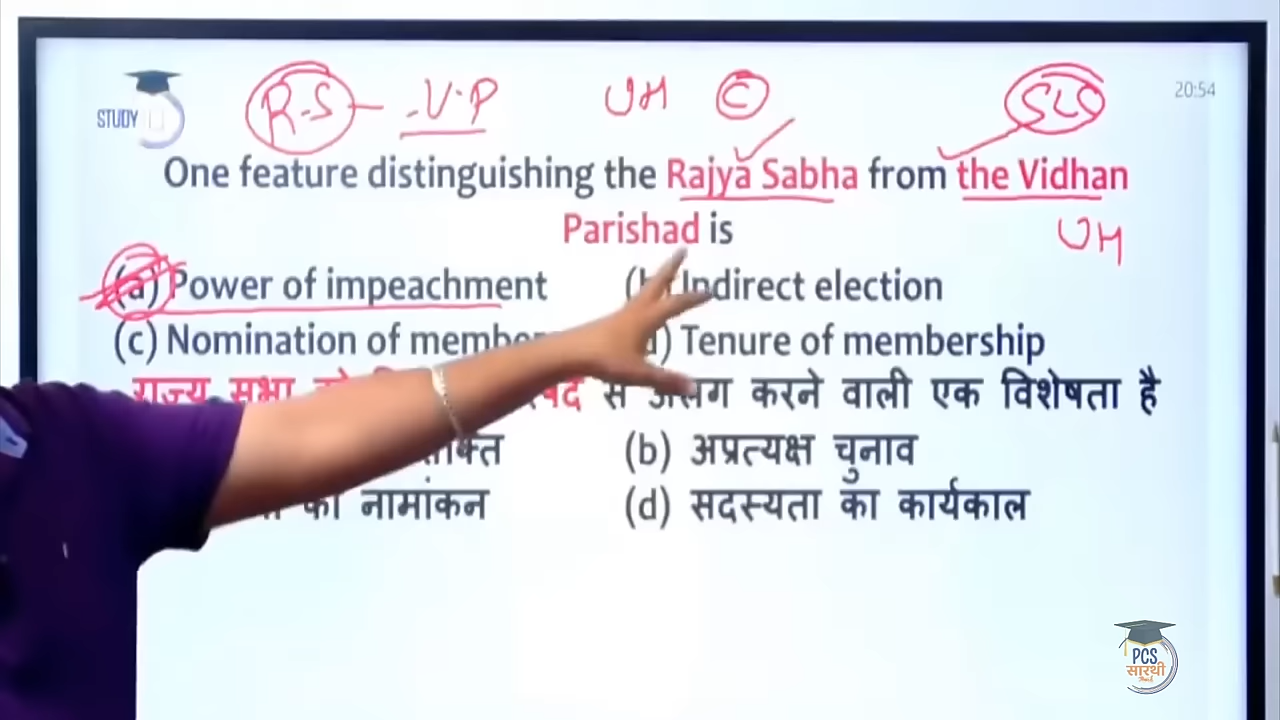 STUDY
R.S - V.P UH C SLS
20:54
One feature distinguishing the Rajya Sabha from the Vidhan
Parishad is
UH
(a) Power of impeachment Indirect election
(c) Nomination of Tenure of membership
राज्य सभा से अलग करने वाली एक विशेषता है
(b) अप्रत्यक्ष चुनाव
का नामांकन (d) सदस्यता का कार्यकाल
PCS
सारथी